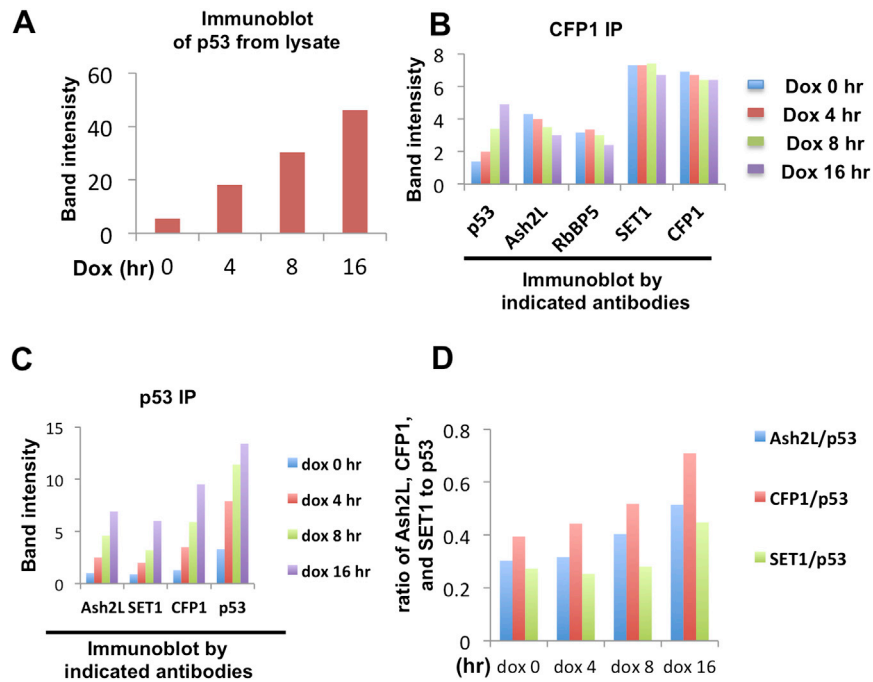 A
Immunoblot
of p53 from lysate
Band intensisty
60
40
20
0
Dox (hr) 0 4 8 16
B
CFP1 IP
Band intensity
8
6
4
2
p53 Ash2L RbBP5 SET1 CFP1
Immunoblot by
indicated antibodies
Dox 0 hr
Dox 4 hr
Dox 8 hr
Dox 16 hr
C
p53 IP
Band intensity
15
10
5
0
Ash2L SET1 CFP1 p53
Immunoblot by
indicated antibodies
dox 0 hr
dox 4 hr
dox 8 hr
dox 16 hr
D
ratio of Ash2L, CFP1,
and SET1 to p53
0.8
0.6
0.4
0.2
0
(hr) dox 0 dox 4 dox 8 dox 16
Ash2L/p53
CFP1/p53
SET1/p53